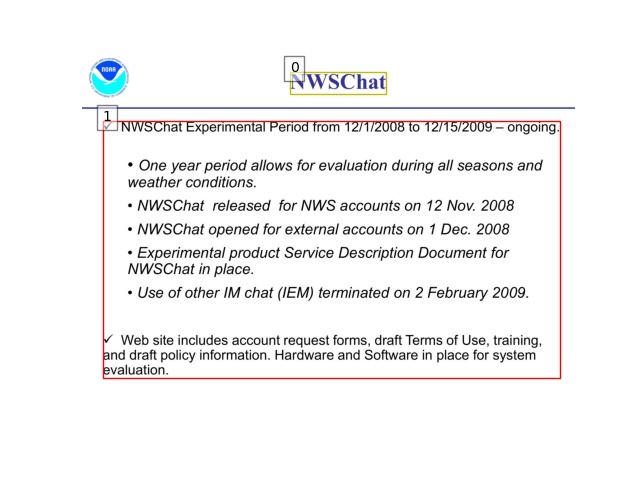 NOAA
0
NWSChat
1
✓ NWSChat Experimental Period from 12/1/2008 to 12/15/2009 – ongoing.
• One year period allows for evaluation during all seasons and
weather conditions.
• NWSChat released for NWS accounts on 12 Nov. 2008
• NWSChat opened for external accounts on 1 Dec. 2008
• Experimental product Service Description Document for
NWSChat in place.
• Use of other IM chat (IEM) terminated on 2 February 2009.
✓ Web site includes account request forms, draft Terms of Use, training,
and draft policy information. Hardware and Software in place for system
evaluation.